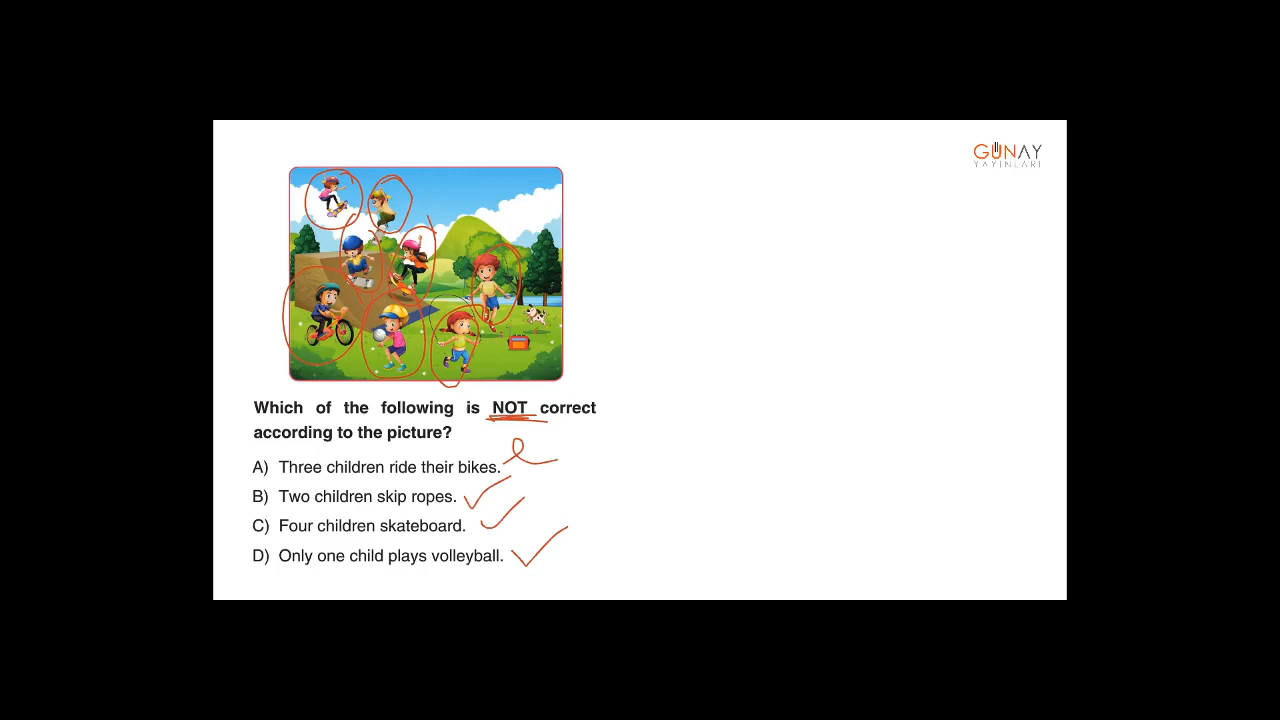 GÜNAY
YAYINLARI
Which of the following is NOT correct
according to the picture?
A) Three children ride their bikes.
B) Two children skip ropes.
C) Four children skateboard.
D) Only one child plays volleyball.